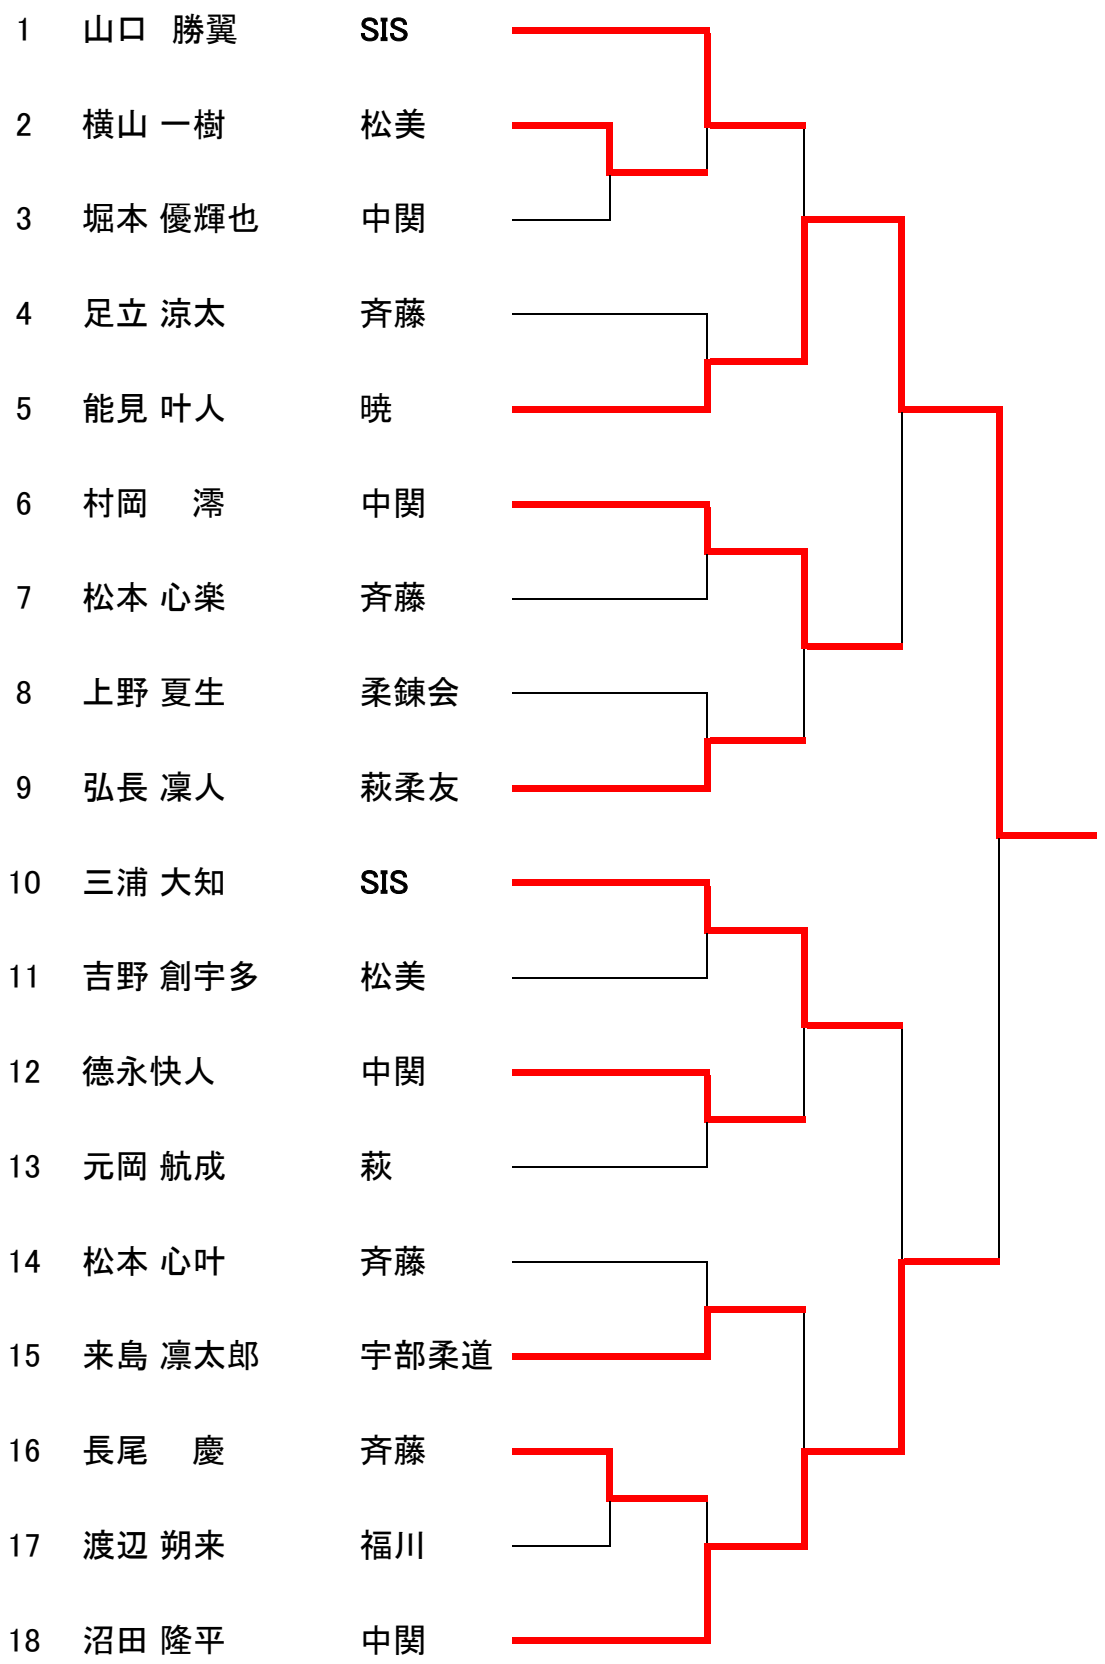 1 山口 勝翼 SIS
2 横山 一樹 松美
3 堀本 優輝也 中関
4 足立 涼太 斉藤
5 能見 叶人 暁
6 村岡 澪 中関
7 松本 心楽 斉藤
8 上野 夏生 柔錬会
9 弘長 凜人 萩柔友
10 三浦 大知 SIS
11 吉野 創宇多 松美
12 德永快人 中関
13 元岡 航成 萩
14 松本 心叶 斉藤
15 来島 凛太郎 宇部柔道
16 長尾 慶 斉藤
17 渡辺 朔来 福川
18 沼田 隆平 中関